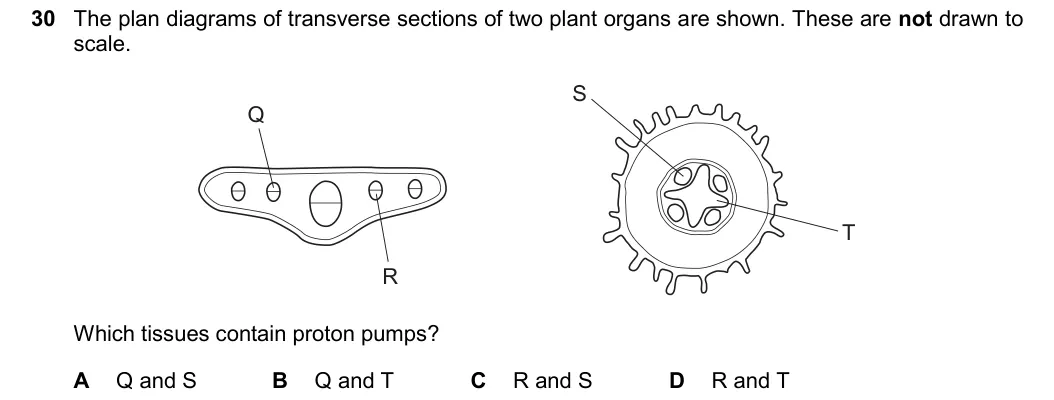 30 The plan diagrams of transverse sections of two plant organs are shown. These are not drawn to
scale.
S
Q
T
R
Which tissues contain proton pumps?
A Q and S B Q and T C R and S D R and T